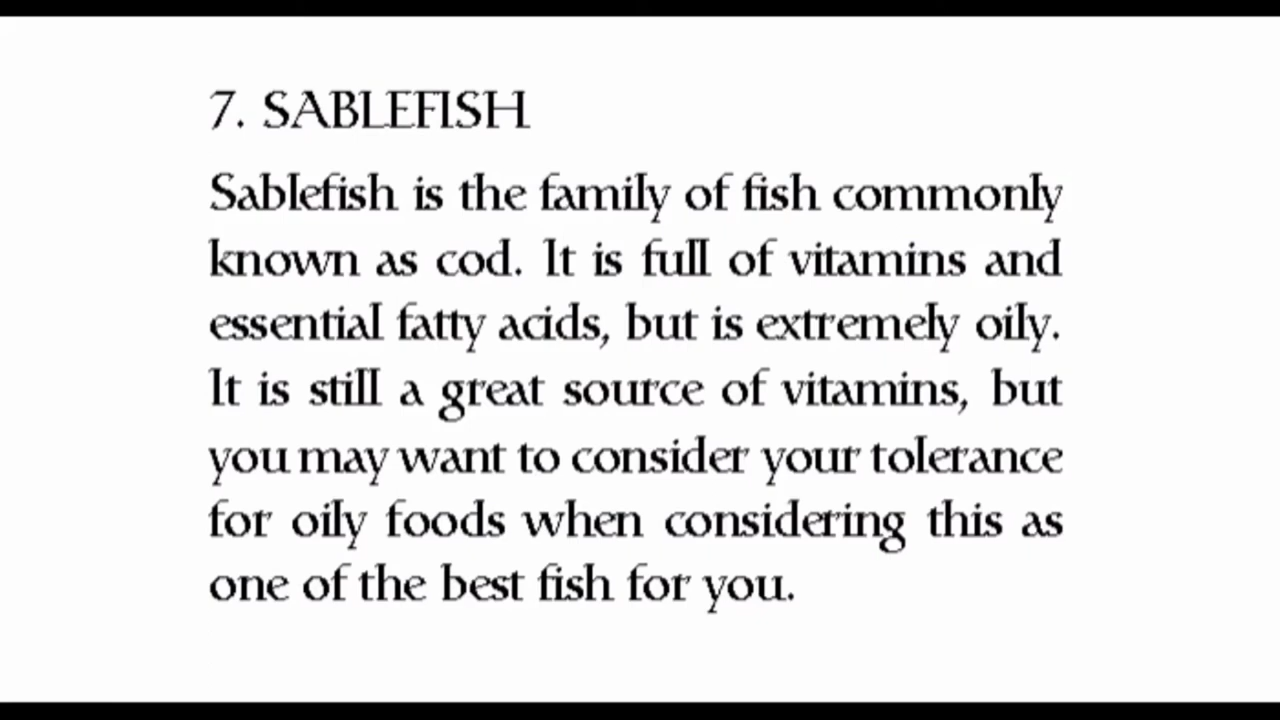 7. SABLEFISH
Sablefish is the family of fish commonly
known as cod. It is full of vitamins and
essential fatty acids, but is extremely oily.
It is still a great source of vitamins, but
you may want to consider your tolerance
for oily foods when considering this as
one of the best fish for you.